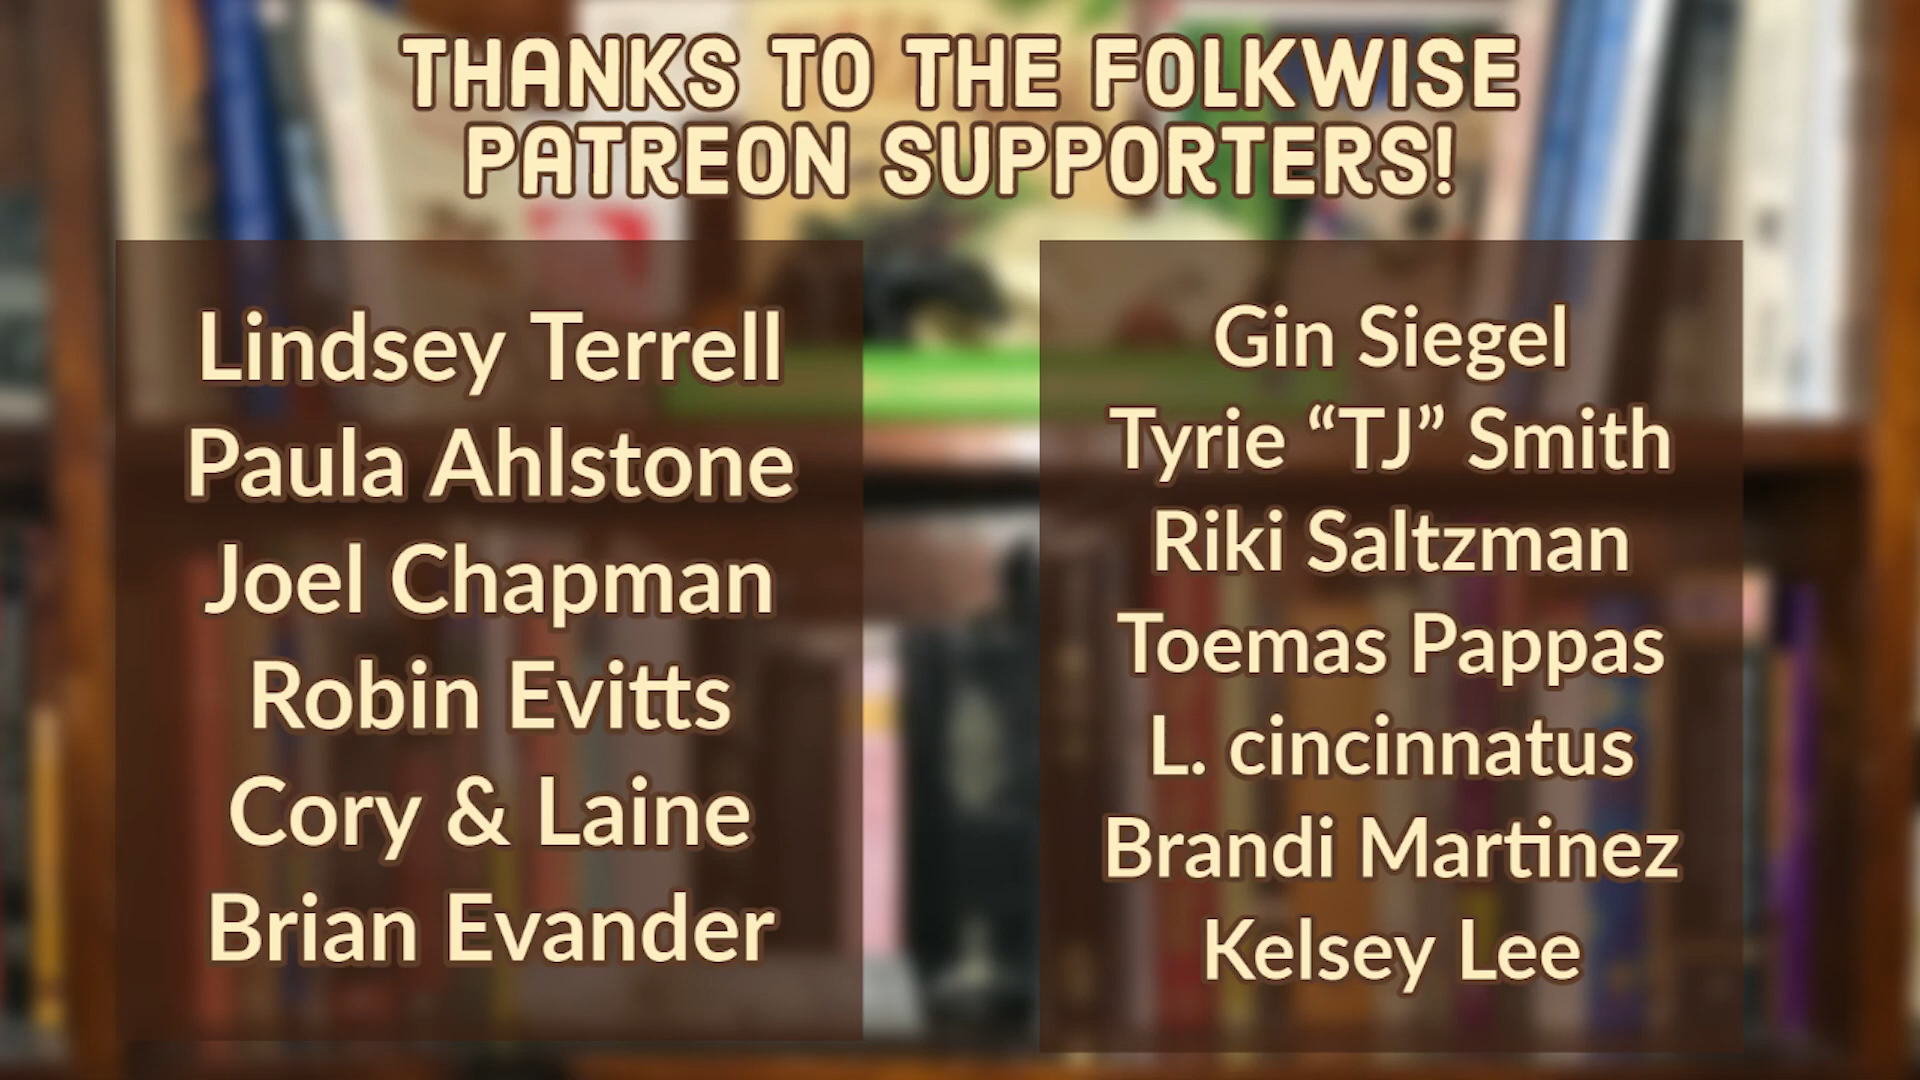 THANKS TO THE FOLKWISE
PATREON SUPPORTERS!
Lindsey Terrell
Paula Ahlstone
Joel Chapman
Robin Evitts
Cory & Laine
Brian Evander
Gin Siegel
Tyrie “TJ” Smith
Riki Saltzman
Toemas Pappas
L. cincinnatus
Brandi Martinez
Kelsey Lee